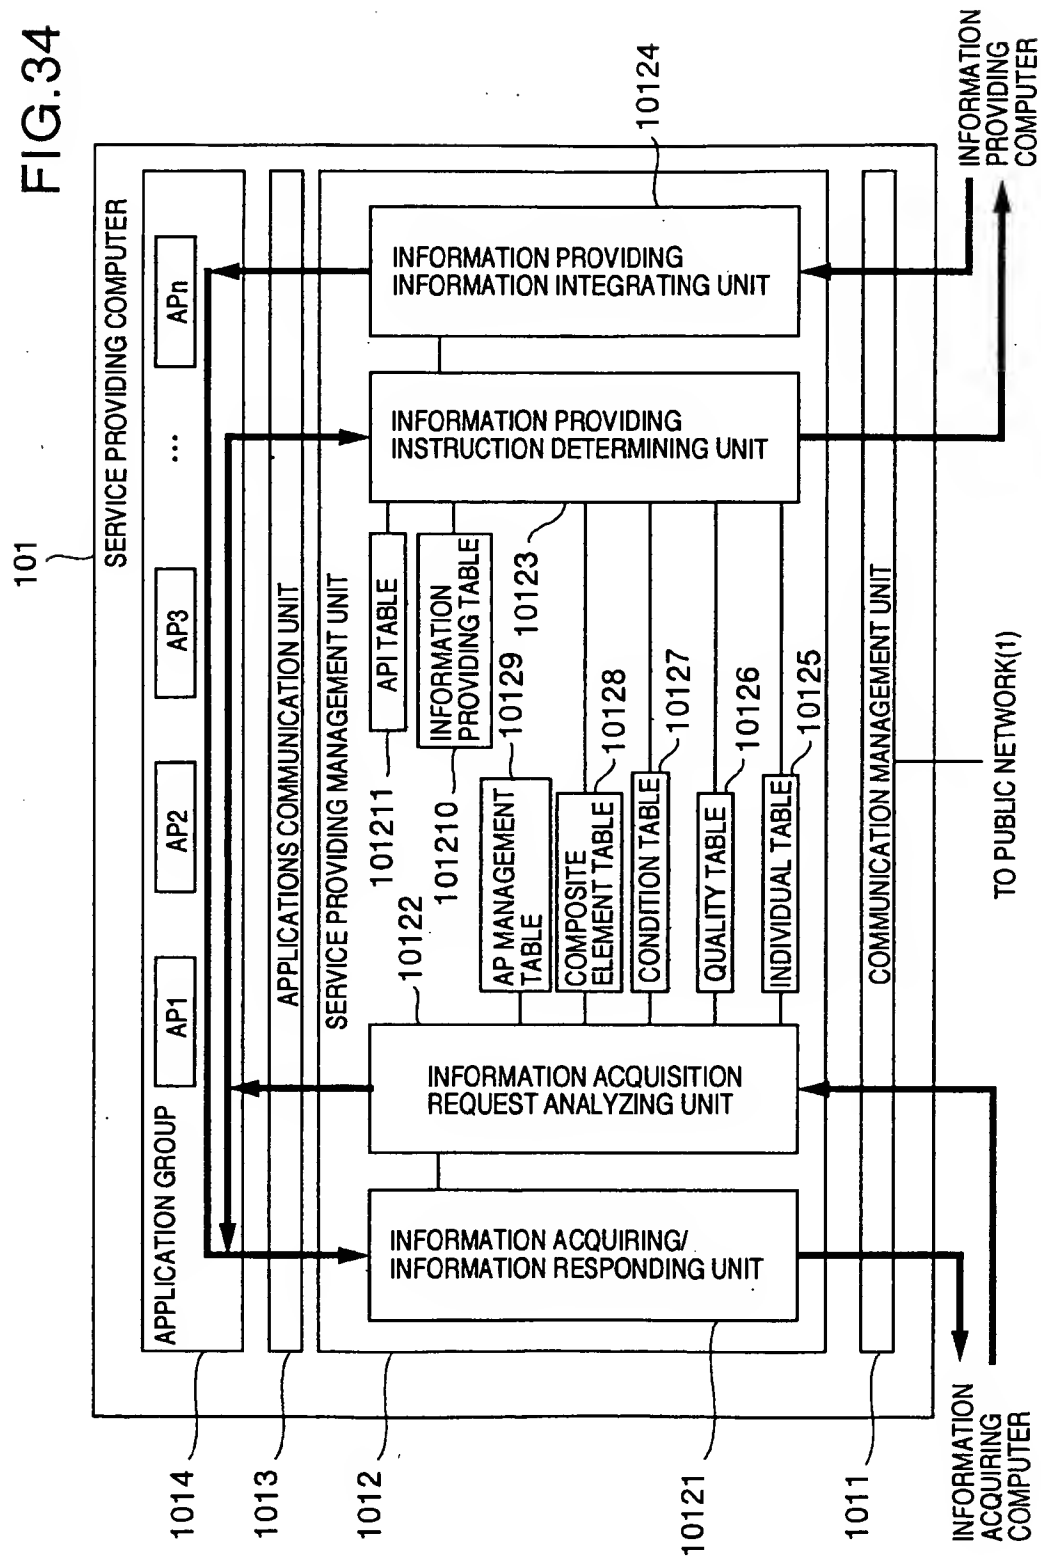 FIG.34
101
SERVICE PROVIDING COMPUTER
APPLICATION GROUP
AP1
AP2
AP3
...
APn
1014
APPLICATIONS COMMUNICATION UNIT
1013
SERVICE PROVIDING MANAGEMENT UNIT
1012
INFORMATION ACQUIRING/
INFORMATION RESPONDING UNIT
10121
INFORMATION ACQUISITION
REQUEST ANALYZING UNIT
10122
API TABLE
101211
INFORMATION
PROVIDING TABLE
101210
AP MANAGEMENT
TABLE
10129
COMPOSITE
ELEMENT TABLE
10128
CONDITION TABLE
10127
QUALITY TABLE
10126
INDIVIDUAL TABLE
10125
INFORMATION PROVIDING
INSTRUCTION DETERMINING UNIT
10123
INFORMATION PROVIDING
INFORMATION INTEGRATING UNIT
10124
COMMUNICATION MANAGEMENT UNIT
1011
INFORMATION
ACQUIRING
COMPUTER
TO PUBLIC NETWORK(1)
INFORMATION
PROVIDING
COMPUTER